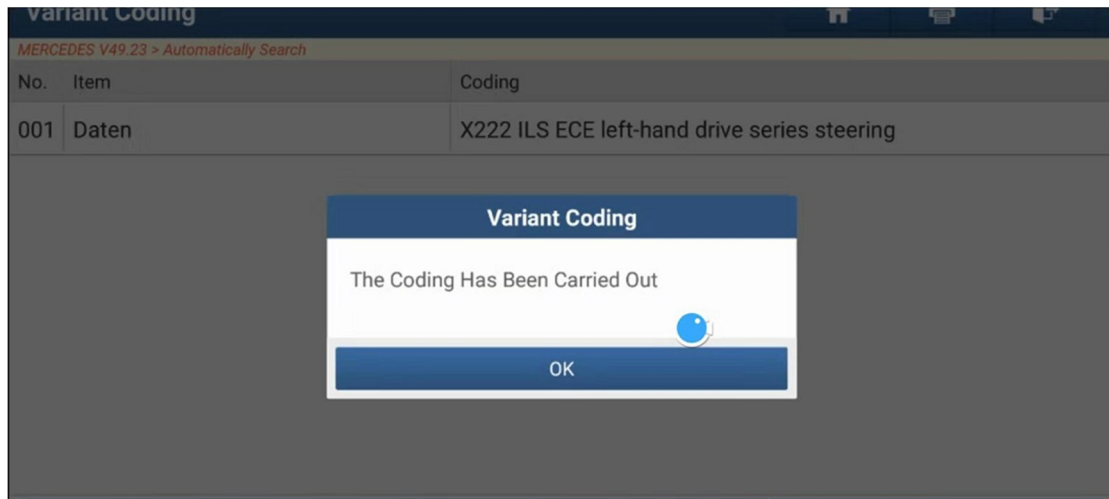 Variant Coding
MERCEDES V49.23 > Automatically Search
No. Item Coding
001 Daten X222 ILS ECE left-hand drive series steering
Variant Coding
The Coding Has Been Carried Out
OK